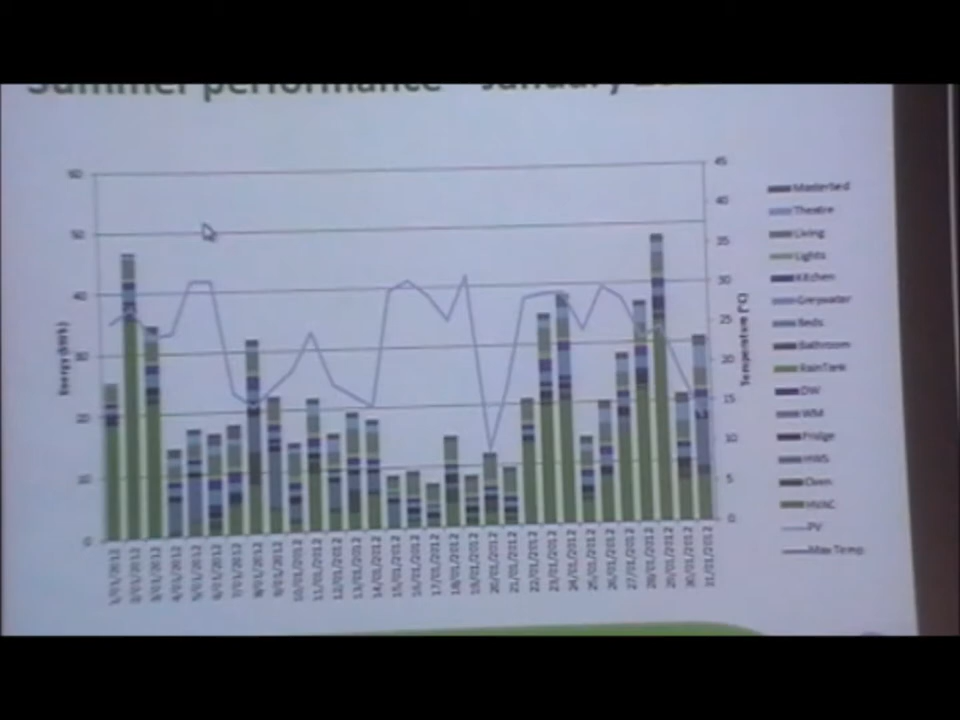 Summer performance - January
60
50
40
30
20
10
0
Energy (kWh)
45
40
35
30
25
20
15
10
5
0
Temperature (°C)
1/01/2012
2/01/2012
3/01/2012
4/01/2012
5/01/2012
6/01/2012
7/01/2012
8/01/2012
9/01/2012
10/01/2012
11/01/2012
12/01/2012
13/01/2012
14/01/2012
15/01/2012
16/01/2012
17/01/2012
18/01/2012
19/01/2012
20/01/2012
21/01/2012
22/01/2012
23/01/2012
24/01/2012
25/01/2012
26/01/2012
27/01/2012
28/01/2012
29/01/2012
30/01/2012
31/01/2012
Masterbed
Theatre
Living
Lights
Kitchen
Greywater
Beds
Bathroom
RainTank
DW
WM
Fridge
HWS
Oven
HVAC
PV
Max Temp